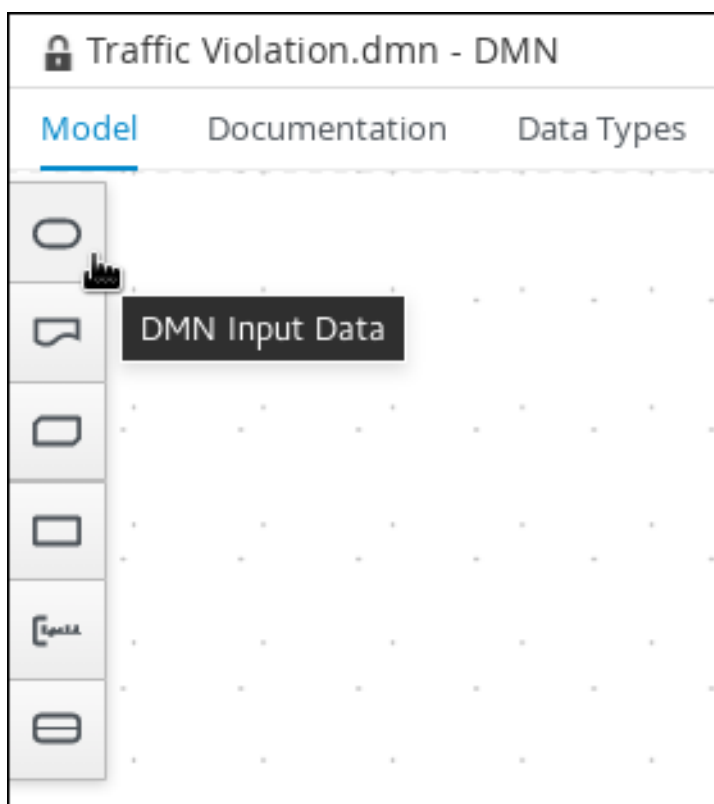 Traffic Violation.dmn - DMN
Model Documentation Data Types
DMN Input Data